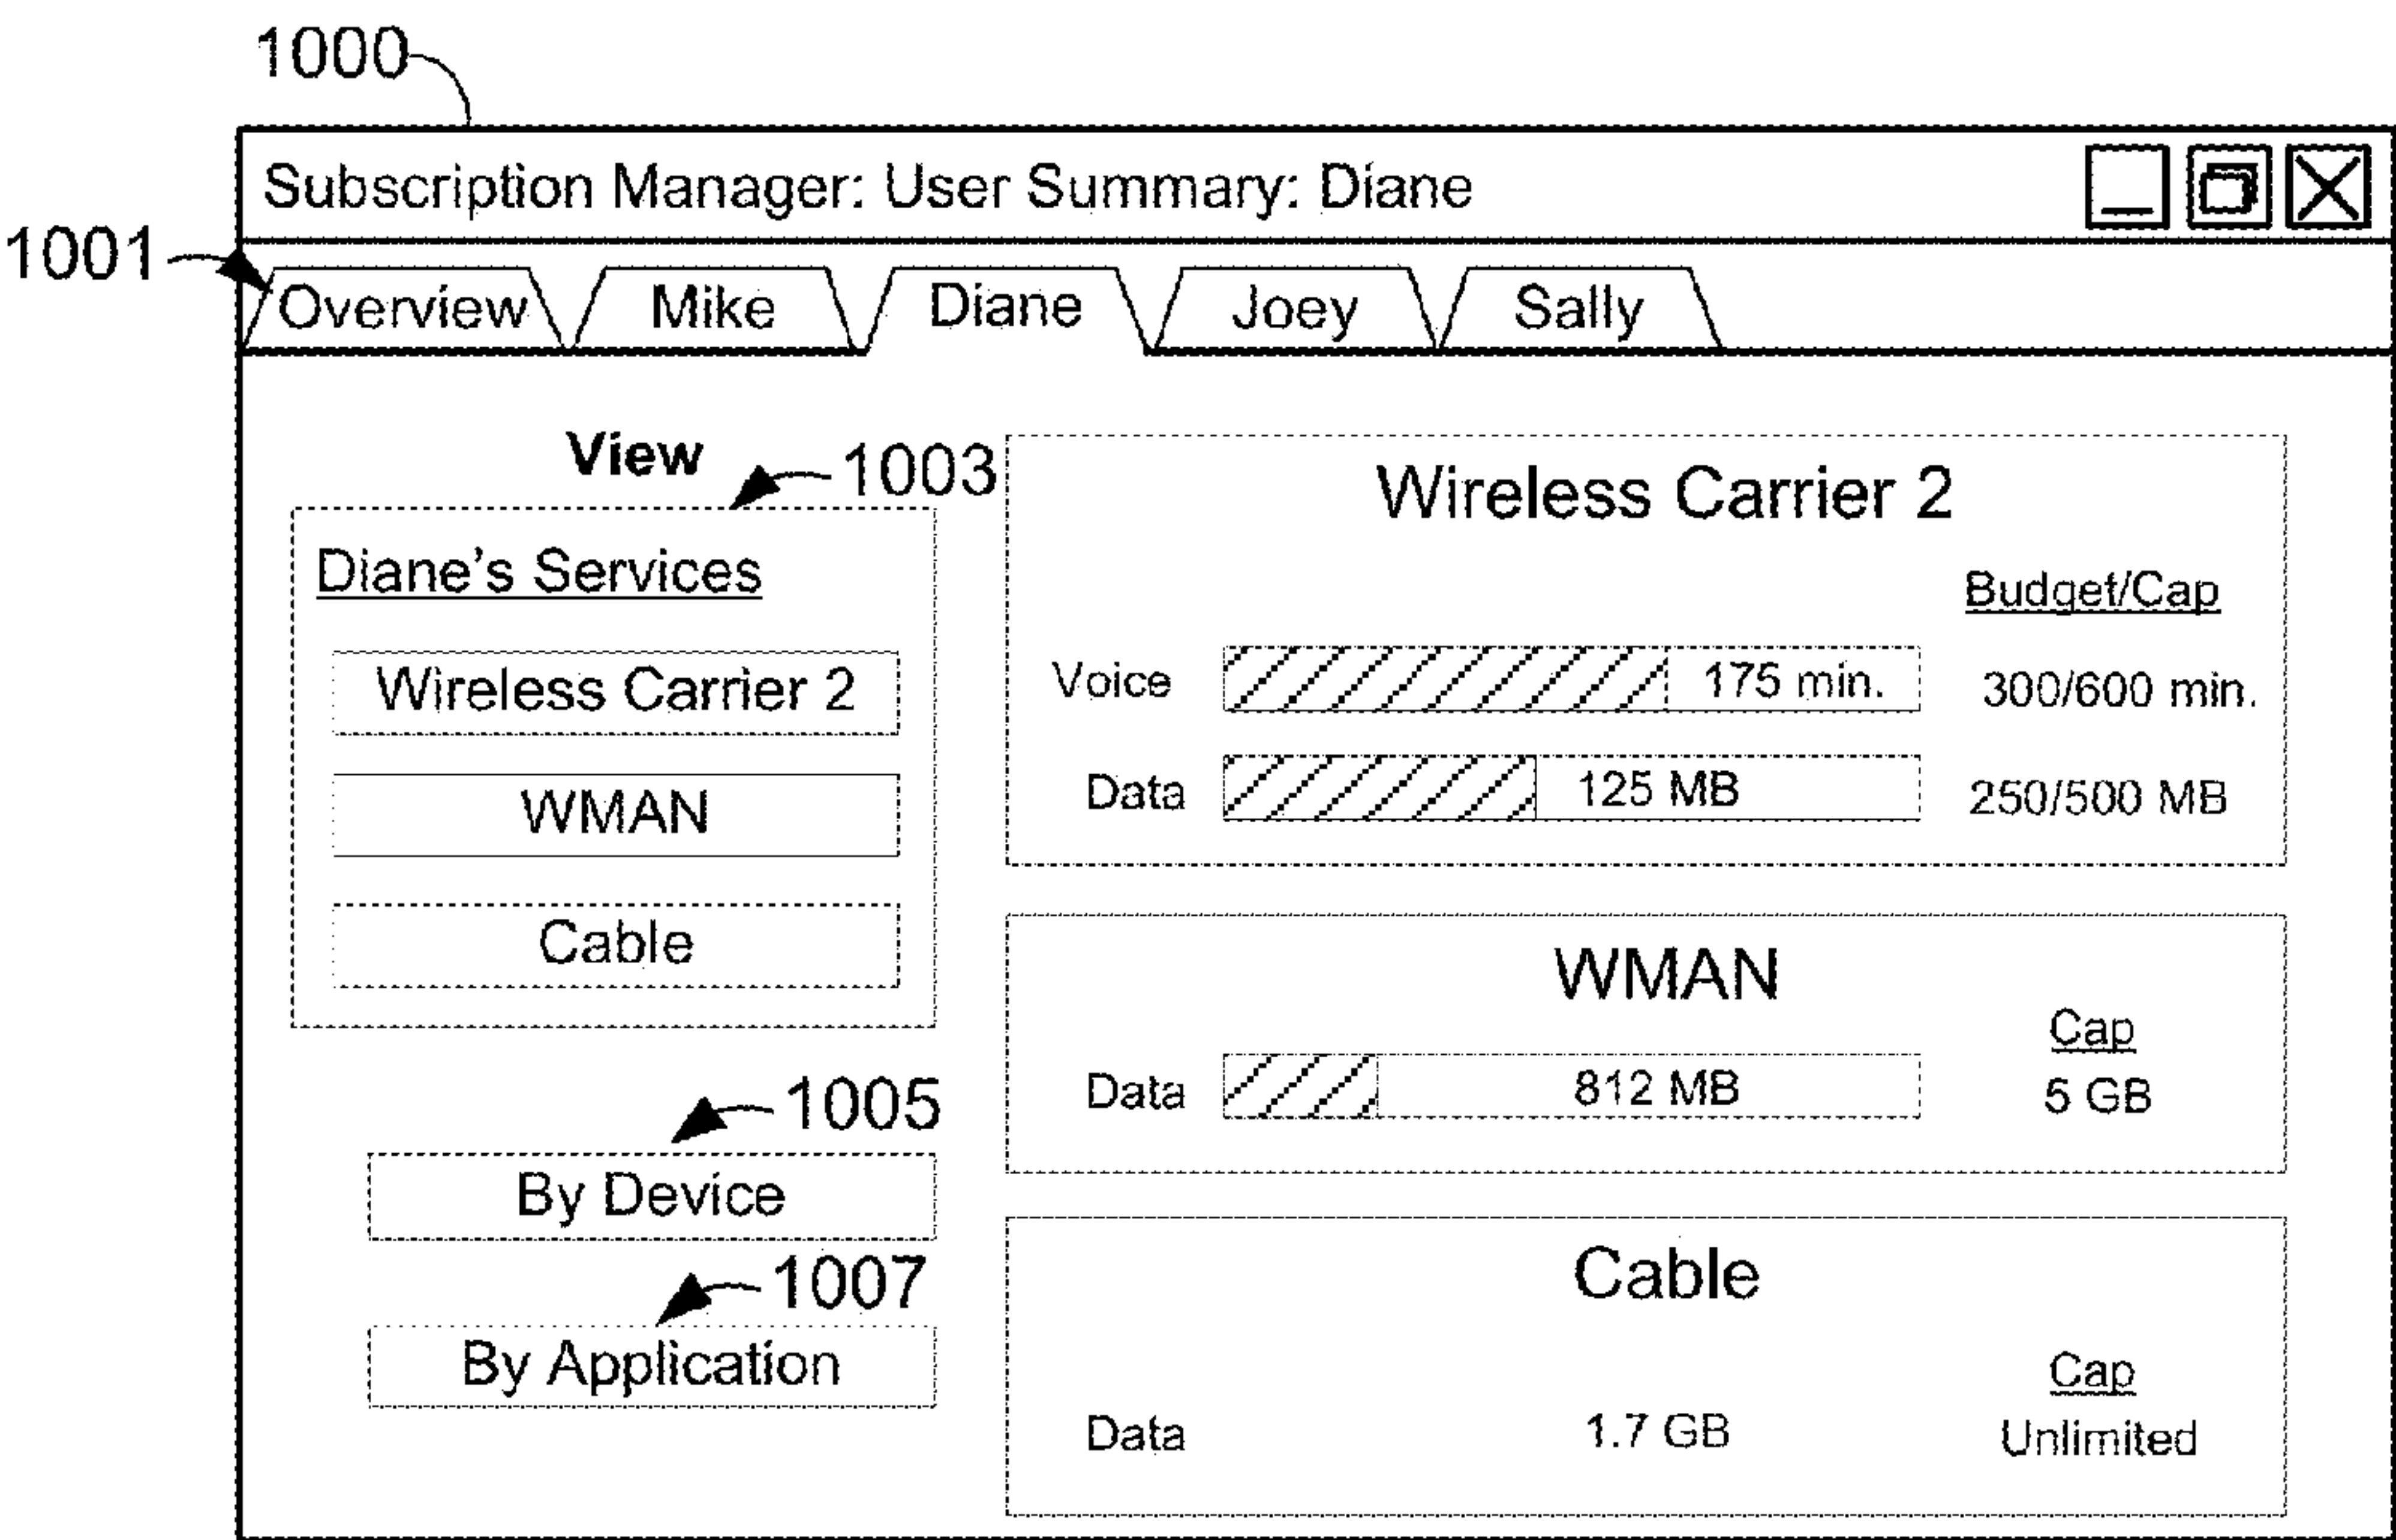 1000
Subscription Manager: User Summary: Diane
1001
Overview Mike Diane Joey Sally
View
1003
Diane's Services
Wireless Carrier 2
WMAN
Cable
1005
By Device
1007
By Application
Wireless Carrier 2
Budget/Cap
Voice 175 min. 300/600 min.
Data 125 MB 250/500 MB
WMAN
Cap
Data 812 MB 5 GB
Cable
Cap
Data 1.7 GB Unlimited